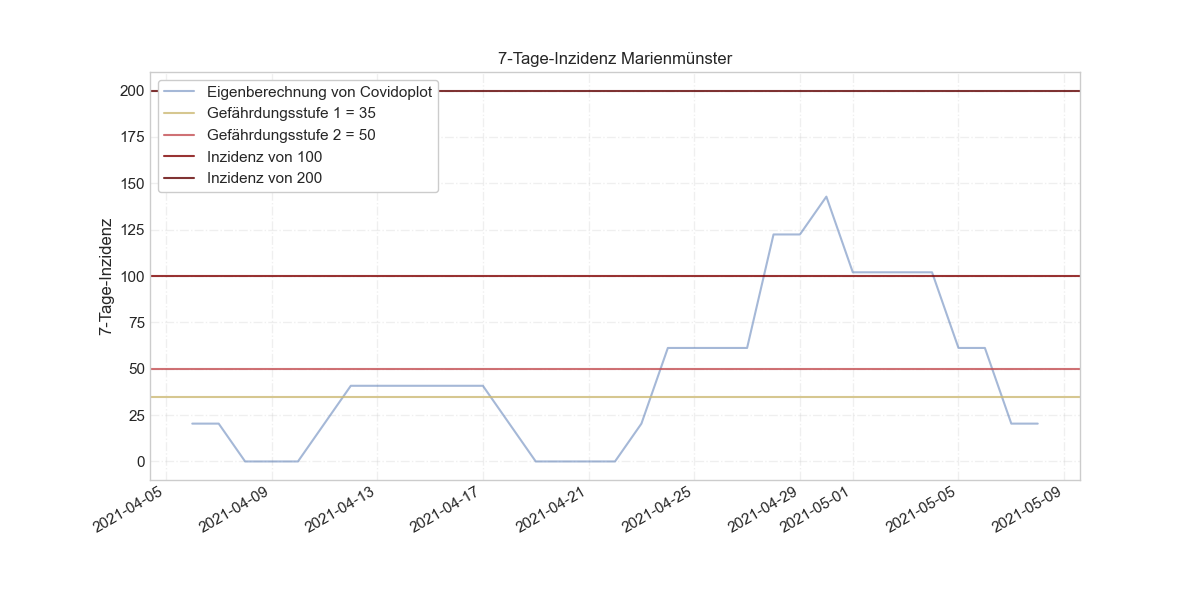 7-Tage-Inzidenz Marienmünster
Eigenberechnung von Covidoplot
Gefährdungsstufe 1 = 35
Gefährdungsstufe 2 = 50
Inzidenz von 100
Inzidenz von 200
7-Tage-Inzidenz
200
175
150
125
100
75
50
25
0
2021-04-05
2021-04-09
2021-04-13
2021-04-17
2021-04-21
2021-04-25
2021-04-29
2021-05-01
2021-05-05
2021-05-09